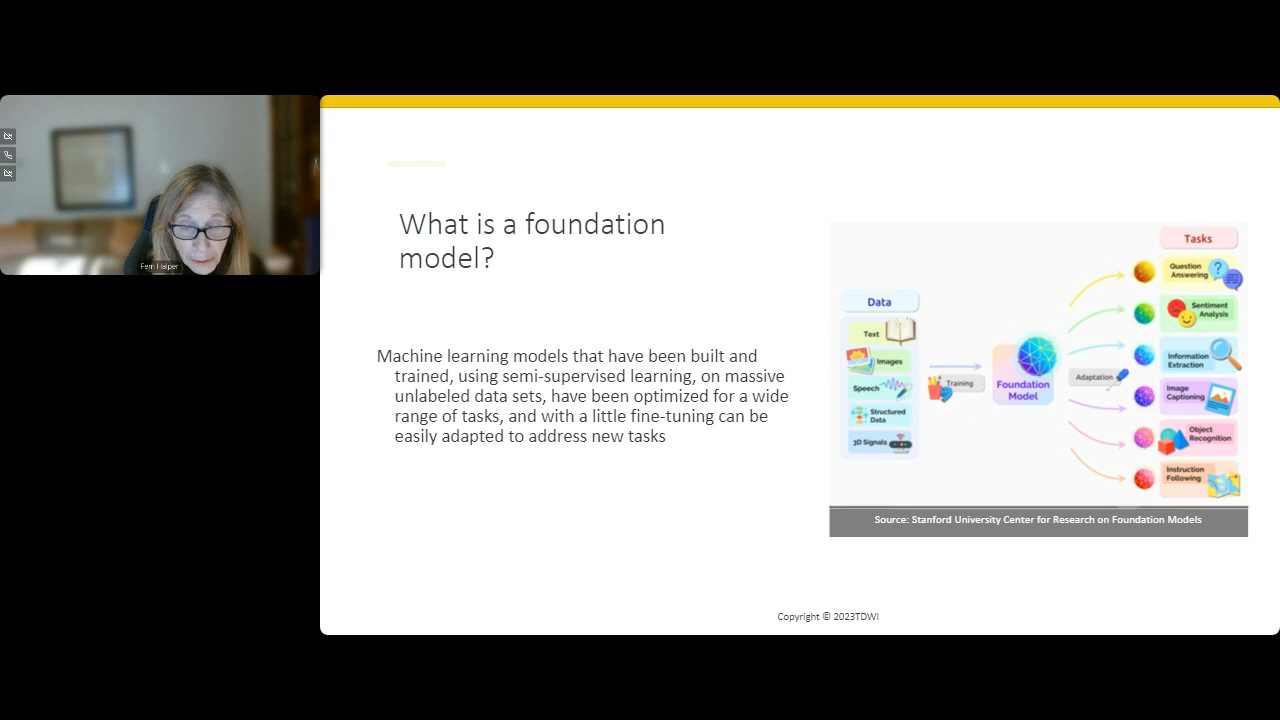 Fern Halper
What is a foundation
model?
Machine learning models that have been built and
trained, using semi-supervised learning, on massive
unlabeled data sets, have been optimized for a wide
range of tasks, and with a little fine-tuning can be
easily adapted to address new tasks
Data
Text
Images
Speech
Structured
Data
3D Signals
Training
Foundation
Model
Adaptation
Tasks
Question
Answering
Sentiment
Analysis
Information
Extraction
Image
Captioning
Object
Recognition
Instruction
Following
Source: Stanford University Center for Research on Foundation Models
Copyright © 2023TDWI